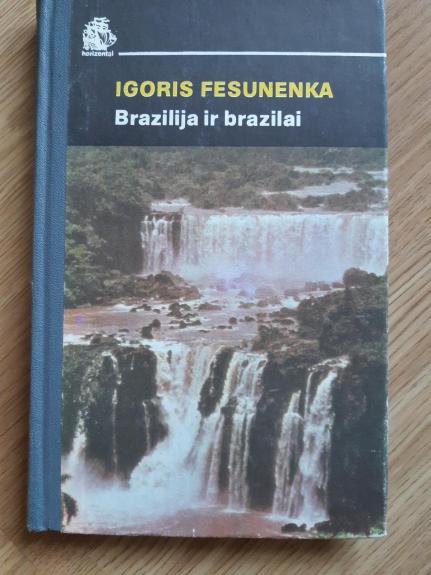 horizontai
IGORIS FESUNENKA
Brazilija ir brazilai